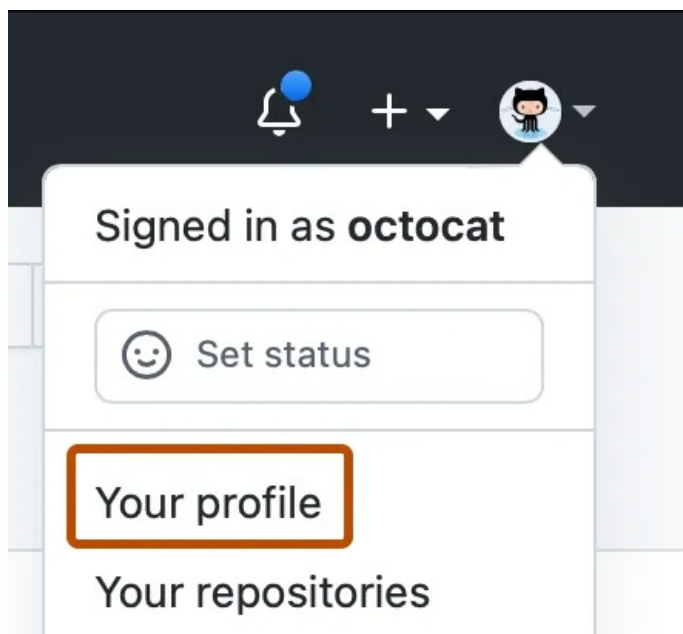 Signed in as octocat
Set status
Your profile
Your repositories